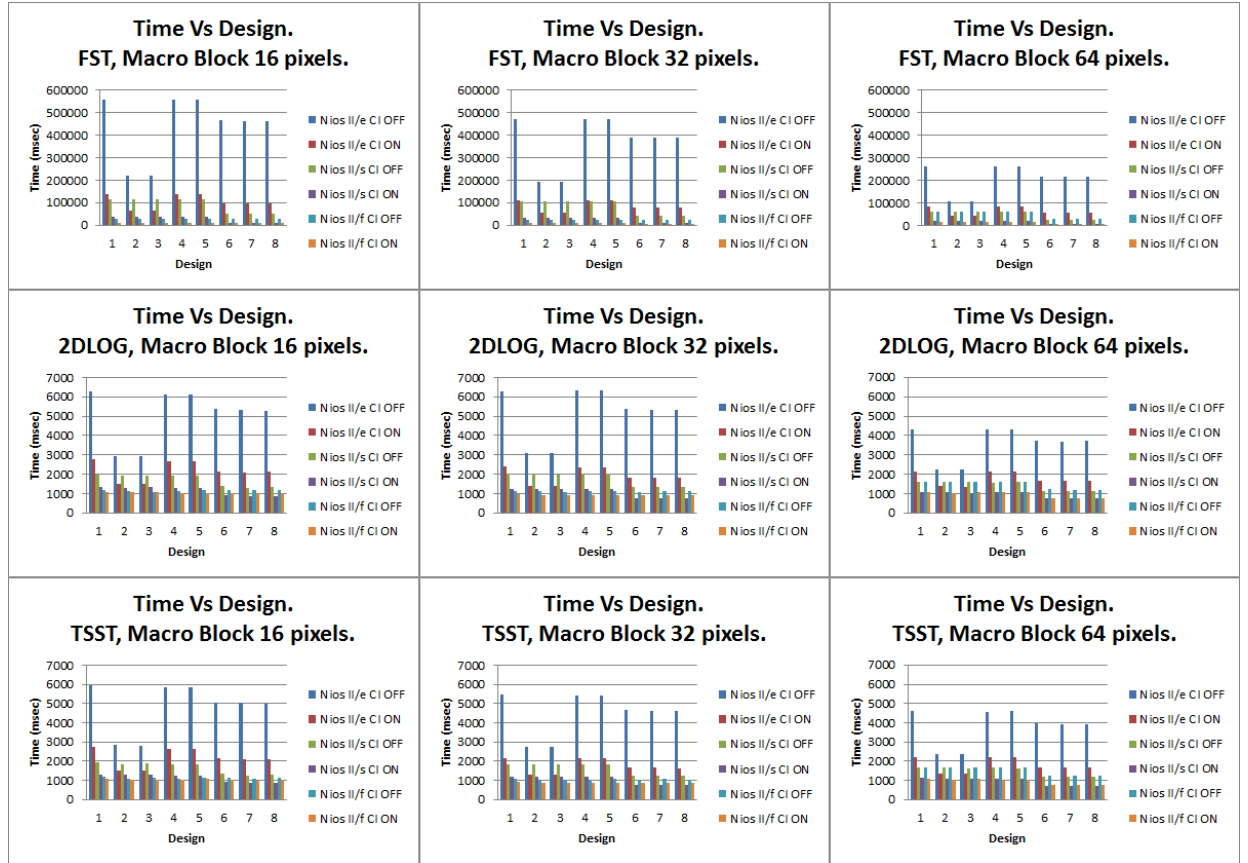 Time Vs Design.
FST, Macro Block 16 pixels.
Time (msec)
600000
500000
400000
300000
200000
100000
0
1 2 3 4 5 6 7 8
Design
Nios II/e CI OFF
Nios II/e CI ON
Nios II/s CI OFF
Nios II/s CI ON
Nios II/f CI OFF
Nios II/f CI ON
Time Vs Design.
FST, Macro Block 32 pixels.
Time (msec)
600000
500000
400000
300000
200000
100000
0
1 2 3 4 5 6 7 8
Design
Nios II/e CI OFF
Nios II/e CI ON
Nios II/s CI OFF
Nios II/s CI ON
Nios II/f CI OFF
Nios II/f CI ON
Time Vs Design.
FST, Macro Block 64 pixels.
Time (msec)
600000
500000
400000
300000
200000
100000
0
1 2 3 4 5 6 7 8
Design
Nios II/e CI OFF
Nios II/e CI ON
Nios II/s CI OFF
Nios II/s CI ON
Nios II/f CI OFF
Nios II/f CI ON
Time Vs Design.
2DLOG, Macro Block 16 pixels.
Time (msec)
7000
6000
5000
4000
3000
2000
1000
0
1 2 3 4 5 6 7 8
Design
Nios II/e CI OFF
Nios II/e CI ON
Nios II/s CI OFF
Nios II/s CI ON
Nios II/f CI OFF
Nios II/f CI ON
Time Vs Design.
2DLOG, Macro Block 32 pixels.
Time (msec)
7000
6000
5000
4000
3000
2000
1000
0
1 2 3 4 5 6 7 8
Design
Nios II/e CI OFF
Nios II/e CI ON
Nios II/s CI OFF
Nios II/s CI ON
Nios II/f CI OFF
Nios II/f CI ON
Time Vs Design.
2DLOG, Macro Block 64 pixels.
Time (msec)
7000
6000
5000
4000
3000
2000
1000
0
1 2 3 4 5 6 7 8
Design
Nios II/e CI OFF
Nios II/e CI ON
Nios II/s CI OFF
Nios II/s CI ON
Nios II/f CI OFF
Nios II/f CI ON
Time Vs Design.
TSST, Macro Block 16 pixels.
Time (msec)
7000
6000
5000
4000
3000
2000
1000
0
1 2 3 4 5 6 7 8
Design
Nios II/e CI OFF
Nios II/e CI ON
Nios II/s CI OFF
Nios II/s CI ON
Nios II/f CI OFF
Nios II/f CI ON
Time Vs Design.
TSST, Macro Block 32 pixels.
Time (msec)
7000
6000
5000
4000
3000
2000
1000
0
1 2 3 4 5 6 7 8
Design
Nios II/e CI OFF
Nios II/e CI ON
Nios II/s CI OFF
Nios II/s CI ON
Nios II/f CI OFF
Nios II/f CI ON
Time Vs Design.
TSST, Macro Block 64 pixels.
Time (msec)
7000
6000
5000
4000
3000
2000
1000
0
1 2 3 4 5 6 7 8
Design
Nios II/e CI OFF
Nios II/e CI ON
Nios II/s CI OFF
Nios II/s CI ON
Nios II/f CI OFF
Nios II/f CI ON